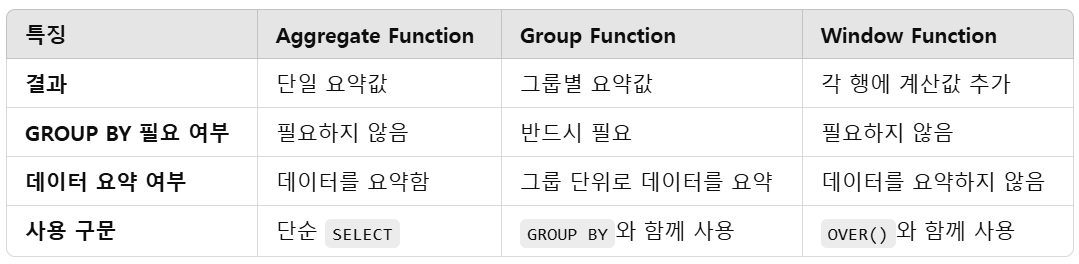 특징 Aggregate Function Group Function Window Function
결과 단일 요약값 그룹별 요약값 각 행에 계산값 추가
GROUP BY 필요 여부 필요하지 않음 반드시 필요 필요하지 않음
데이터 요약 여부 데이터를 요약함 그룹 단위로 데이터를 요약 데이터를 요약하지 않음
사용 구문 단순 SELECT GROUP BY와 함께 사용 OVER()와 함께 사용